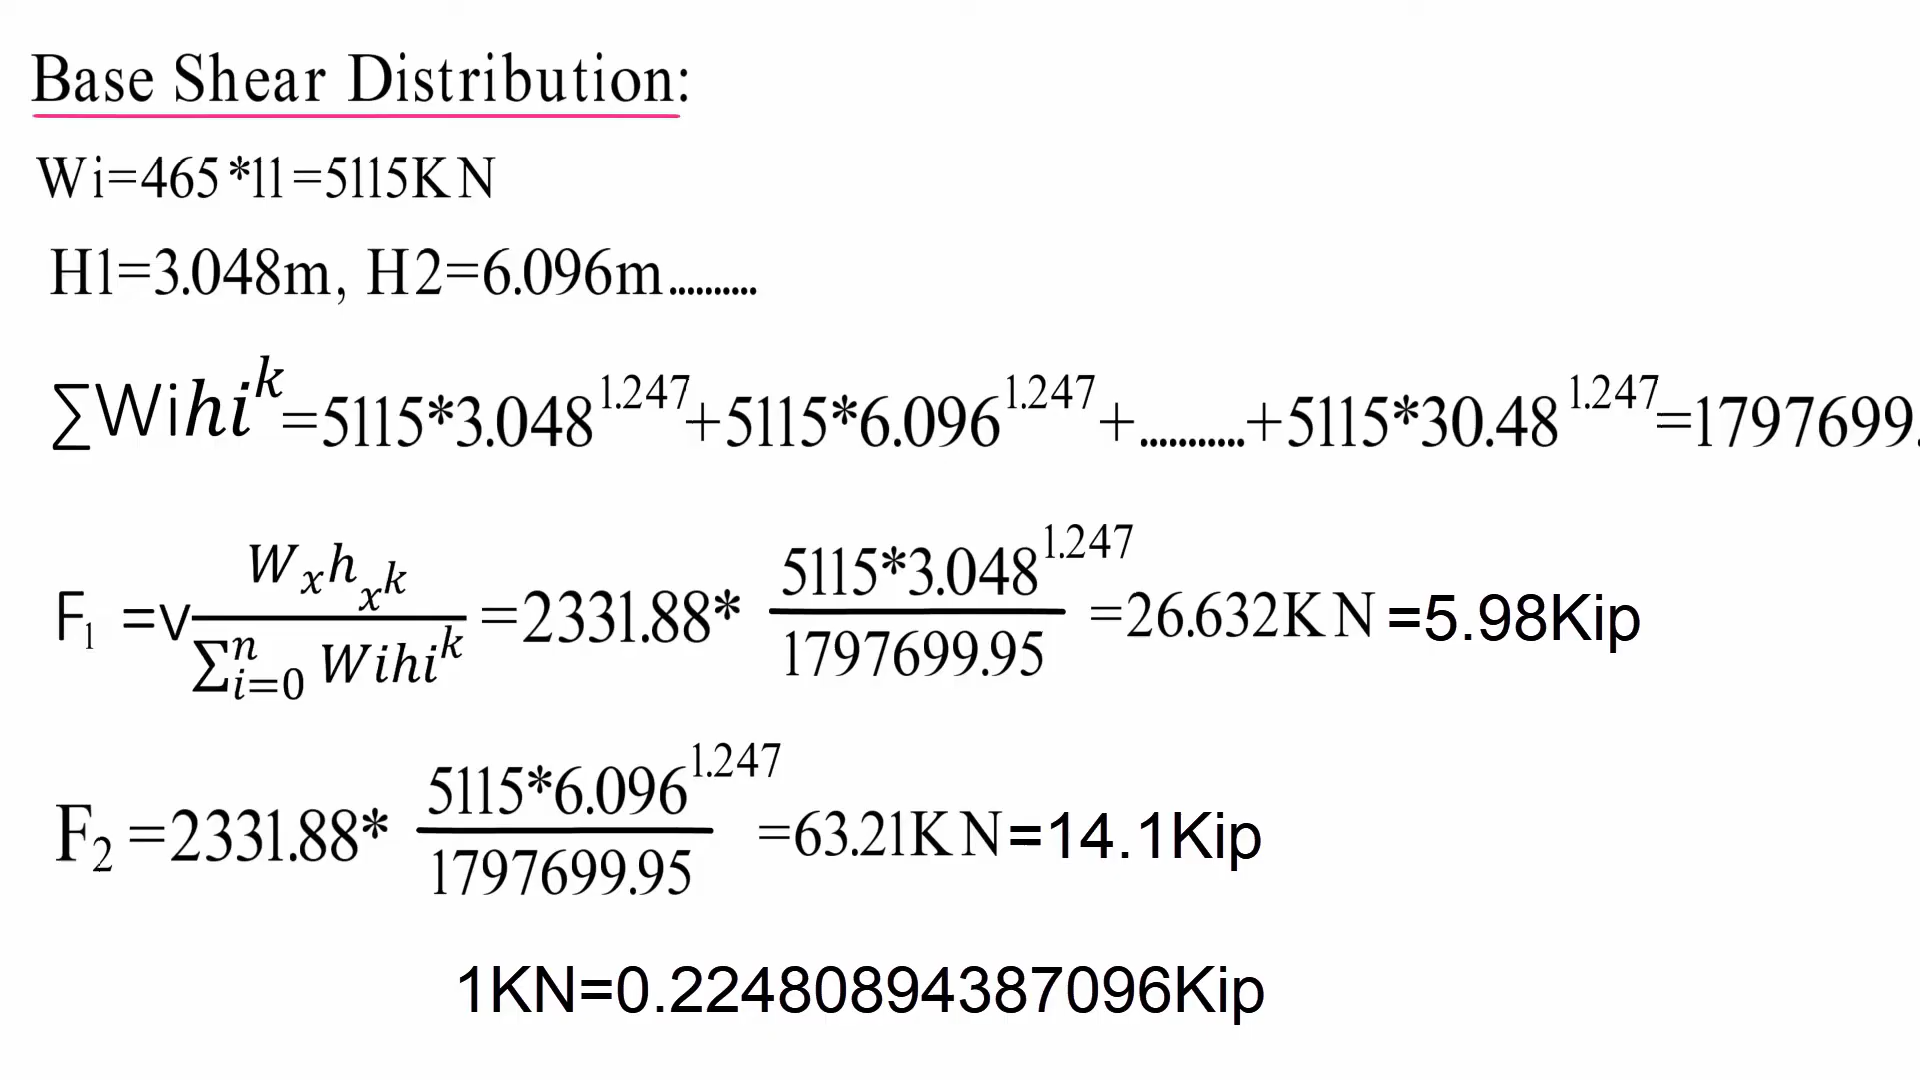 Base Shear Distribution:
Wi=465*11=5115KN
H1=3.048m, H2=6.096m..........
∑Wihi^k=5115*3.048^1.247+5115*6.096^1.247+...........+5115*30.48^1.247=1797699.
F₁ =v (W_x h_x^k)/(∑_{i=0}^n Wihi^k) =2331.88* (5115*3.048^1.247)/(1797699.95) =26.632KN =5.98Kip
F₂ =2331.88* (5115*6.096^1.247)/(1797699.95) =63.21KN=14.1Kip
1KN=0.22480894387096Kip